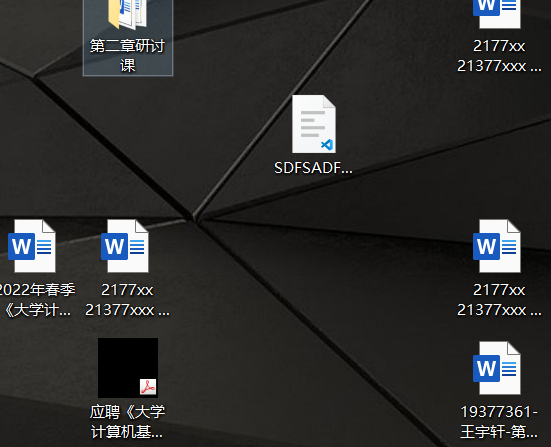 第二章研讨
课
2177xx
21377xxx ...
SDFSADF...
2022年春季
《大学计...
2177xx
21377xxx ...
2177xx
21377xxx ...
应聘《大学
计算机基...
19377361-
王宇轩-第...